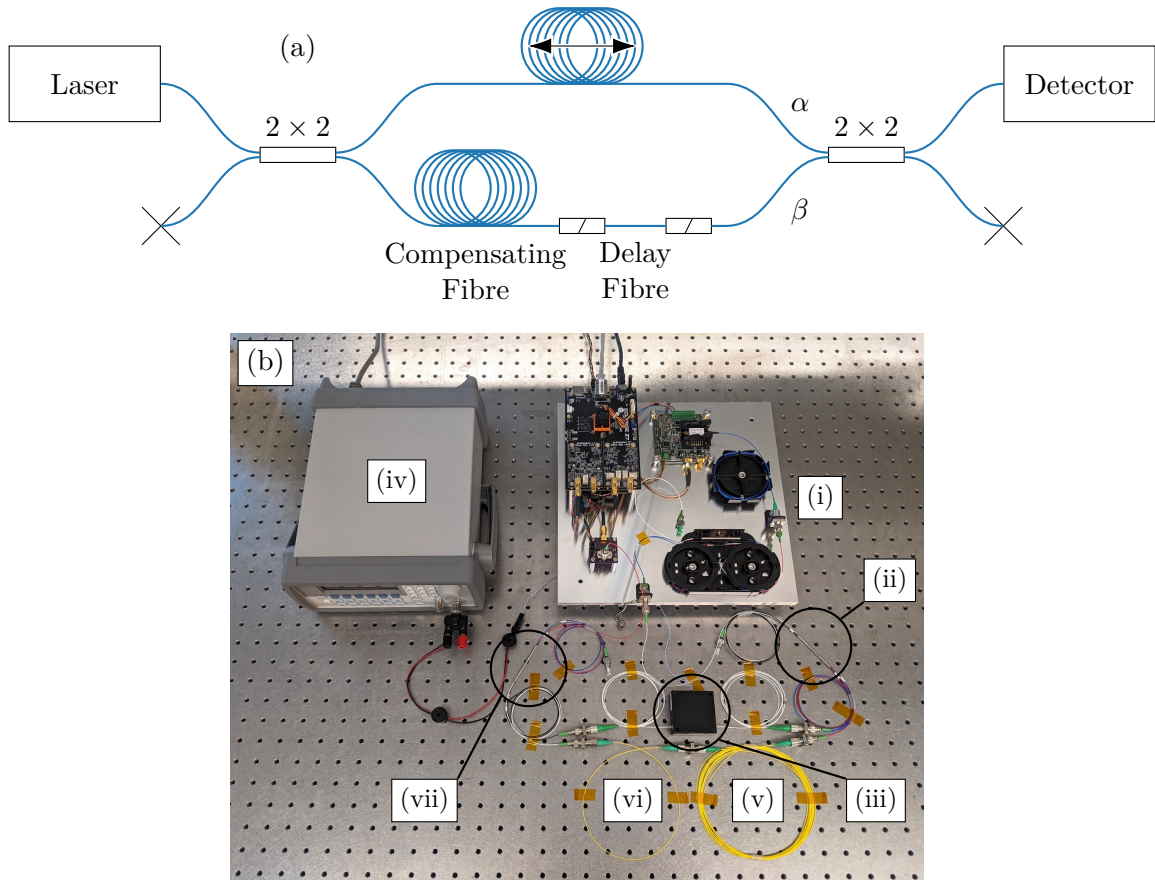 (a)
Laser
2 × 2
α
2 × 2
Detector
β
Compensating
Fibre
Delay
Fibre
(b)
(iv)
(i)
(ii)
(vii)
(vi)
(v)
(iii)